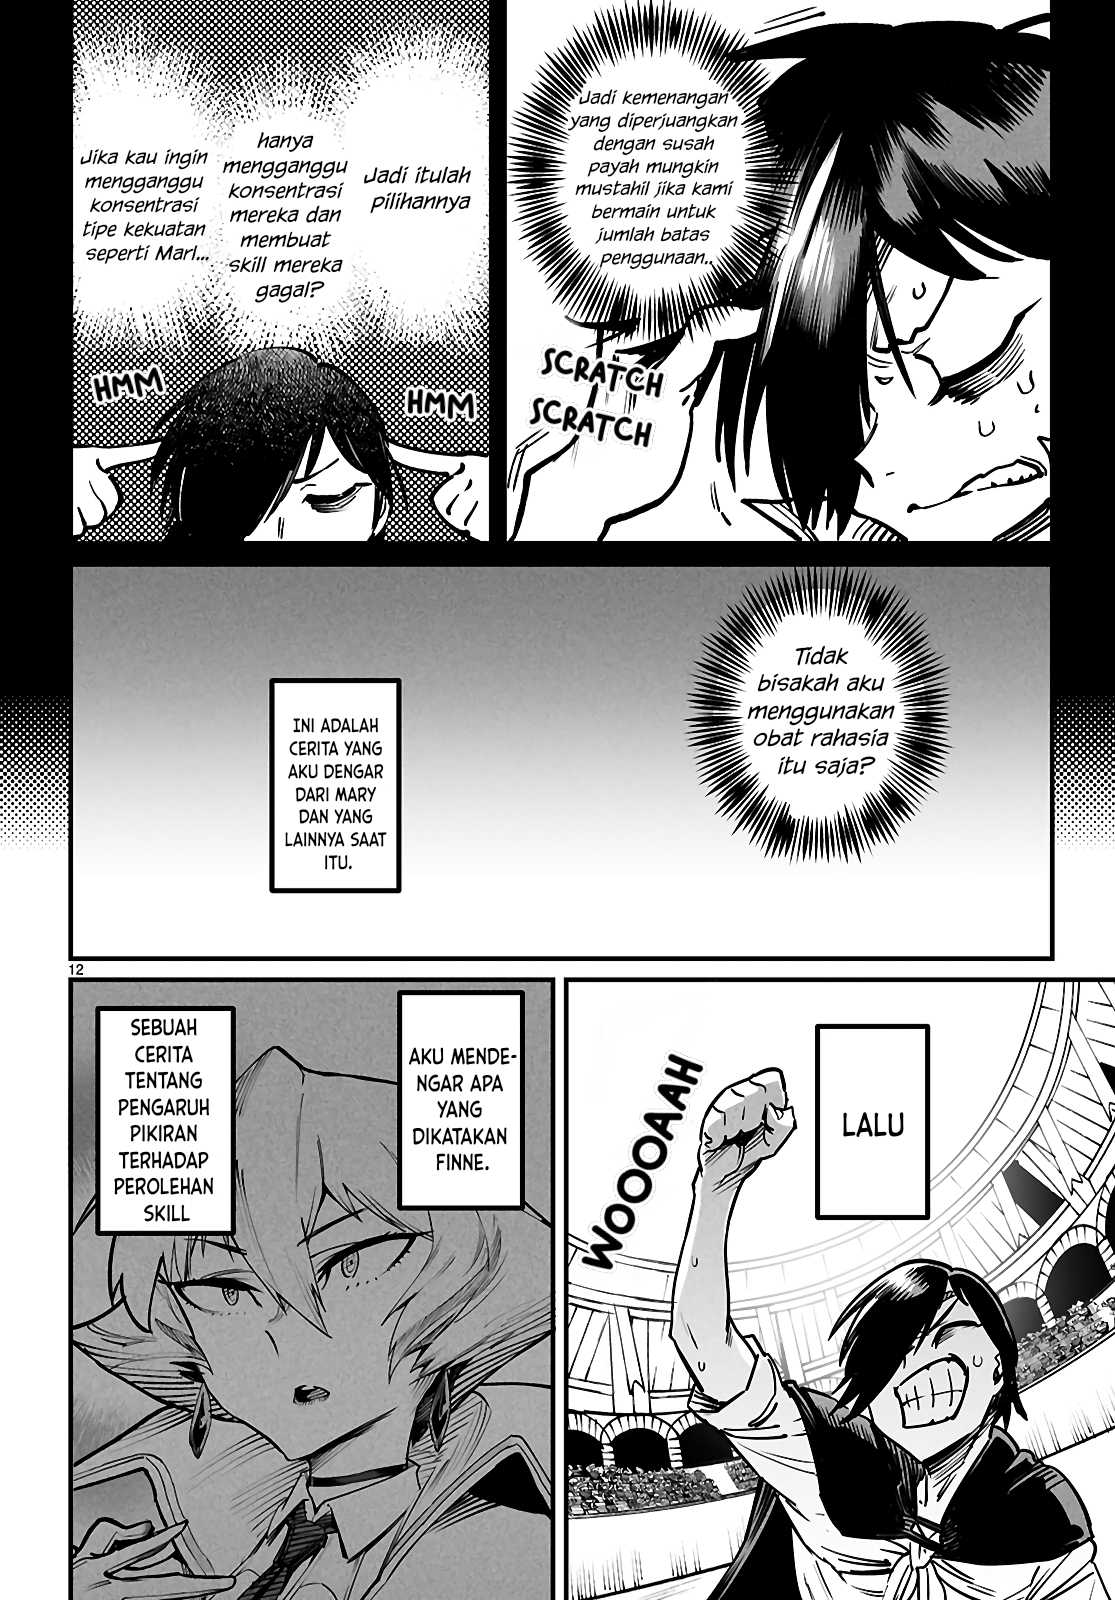 Jadi kemenangan
yang diperjuangkan
dengan susah
payah mungkin
mustahil jika kami
bermain untuk
jumlah batas
penggunaan..
SCRATCH
SCRATCH
Jadi itulah
pilihannya
hanya
mengganggu
konsentrasi
mereka dan
membuat
skill mereka
gagal?
Jika kau ingin
mengganggu
konsentrasi
tipe kekuatan
seperti Marl...
HMM
HMM
Tidak
bisakah aku
menggunakan
obat rahasia
itu saja?
INI ADALAH
CERITA YANG
AKU DENGAR
DARI MARY
DAN YANG
LAINNYA SAAT
ITU.
12
LALU
WOOOAAH
AKU MENDE-
NGAR APA
YANG
DIKATAKAN
FINNE.
SEBUAH
CERITA
TENTANG
PENGARUH
PIKIRAN
TERHADAP
PEROLEHAN
SKILL